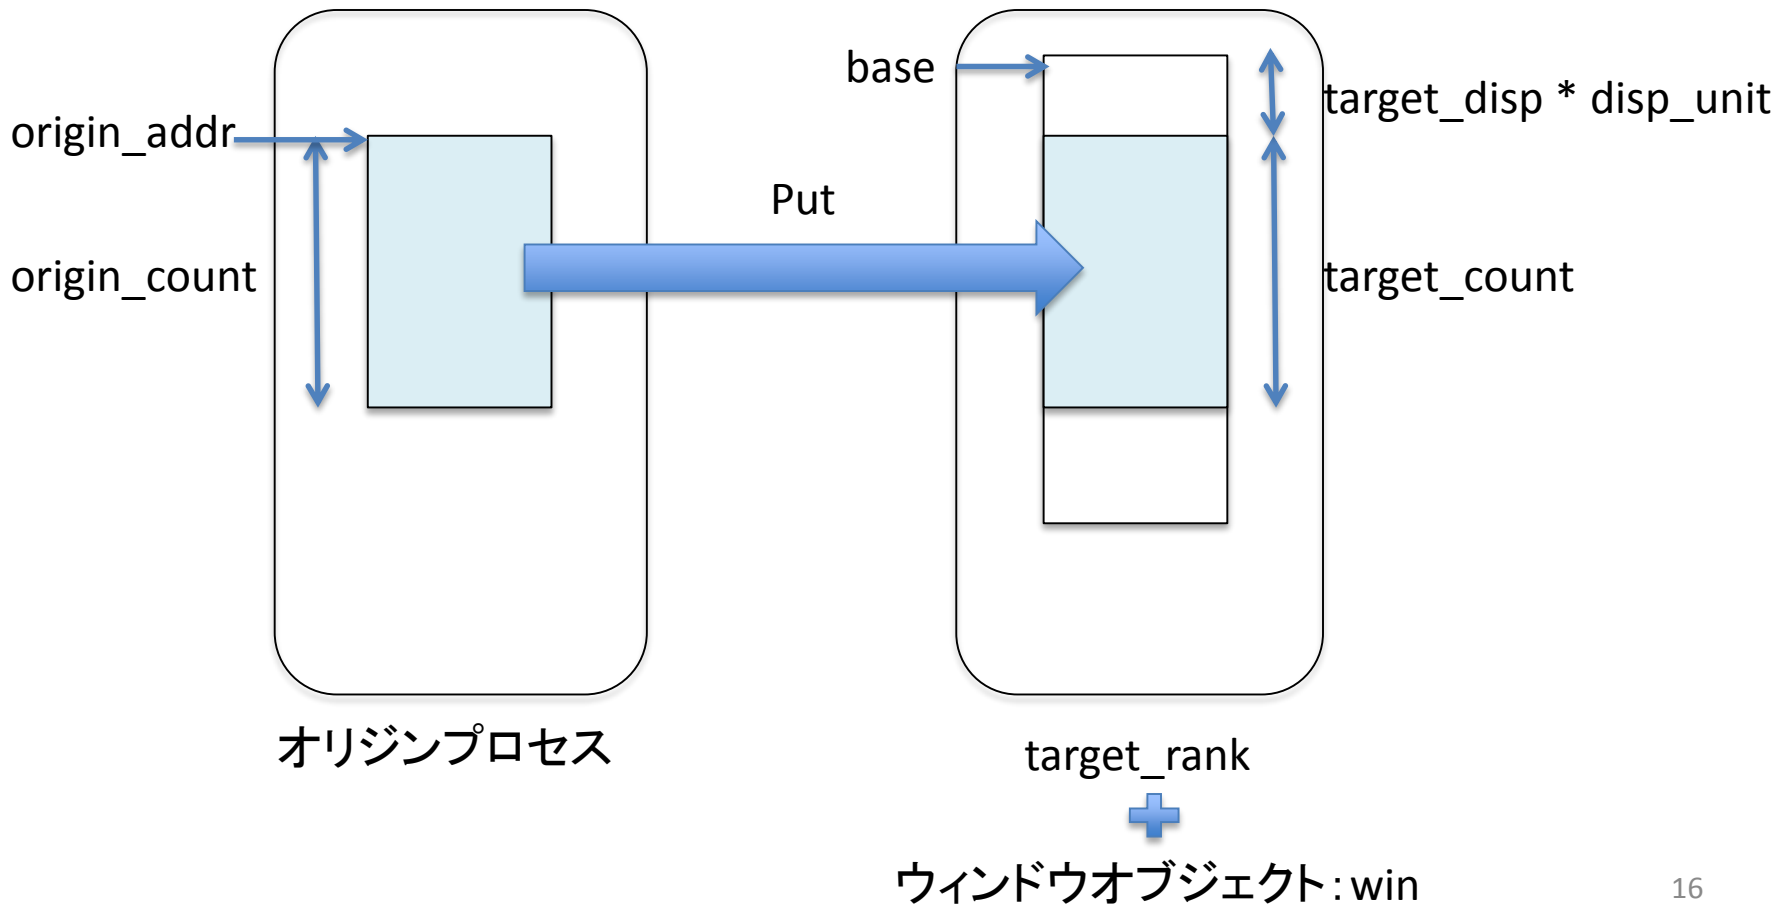 base
target_disp * disp_unit
origin_addr
Put
origin_count
target_count
オリジンプロセス
target_rank
ウィンドウオブジェクト：win
16